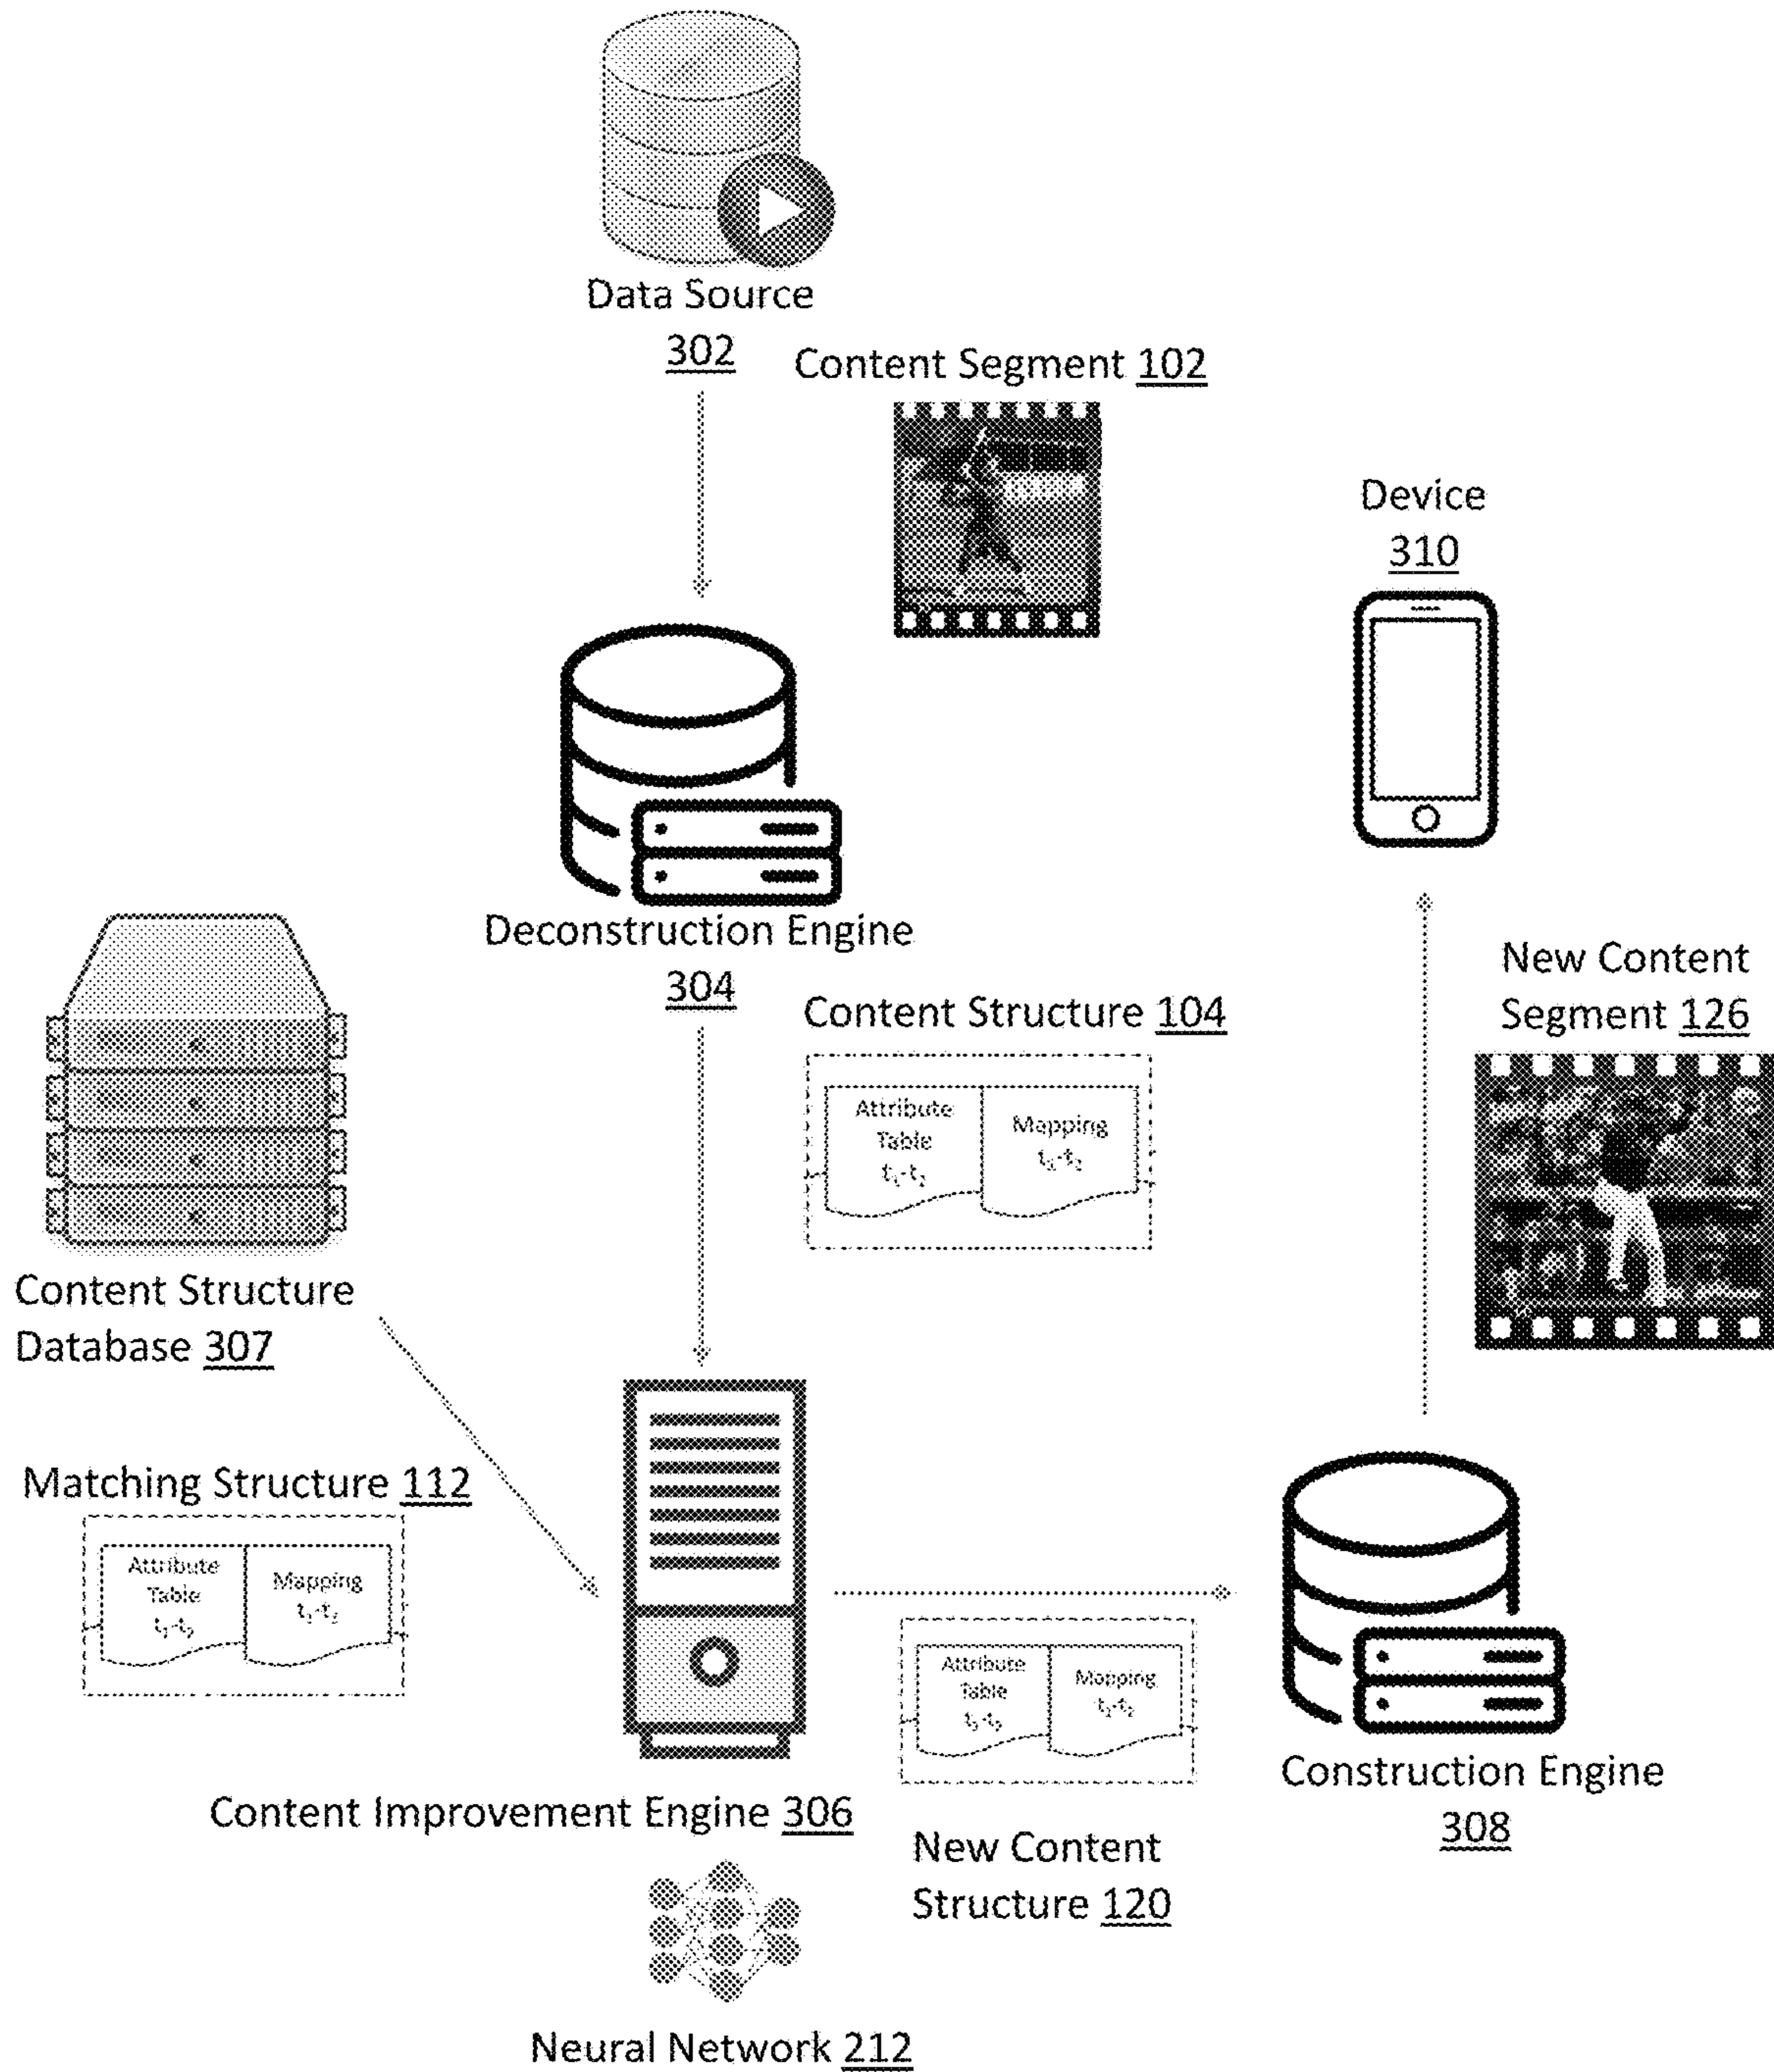 Data Source
302
Content Segment 102
Device
310
Deconstruction Engine
304
New Content
Segment 126
Content Structure 104
Attribute
Table
Mapping
Content Structure
Database 307
Matching Structure 112
Attribute
Table
Mapping
t₁-t₂
Attribute
Table
Mapping
Construction Engine
308
Content Improvement Engine 306
New Content
Structure 120
Neural Network 212